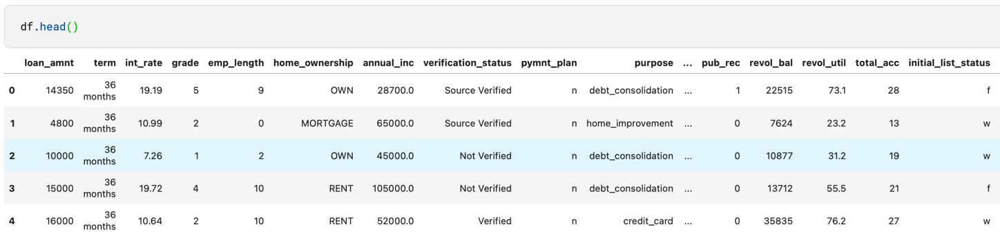 df.head()
loan_amnt term int_rate grade emp_length home_ownership annual_inc verification_status pymnt_plan purpose ... pub_rec revol_bal revol_util total_acc initial_list_status
0 14350 36 months 19.19 5 9 OWN 28700.0 Source Verified n debt_consolidation ... 1 22515 73.1 28 f
1 4800 36 months 10.99 2 0 MORTGAGE 65000.0 Source Verified n home_improvement ... 0 7624 23.2 13 w
2 10000 36 months 7.26 1 2 OWN 45000.0 Not Verified n debt_consolidation ... 0 10877 31.2 19 w
3 15000 36 months 19.72 4 10 RENT 105000.0 Not Verified n debt_consolidation ... 0 13712 55.5 21 f
4 16000 36 months 10.64 2 10 RENT 52000.0 Verified n credit_card ... 0 35835 76.2 27 w